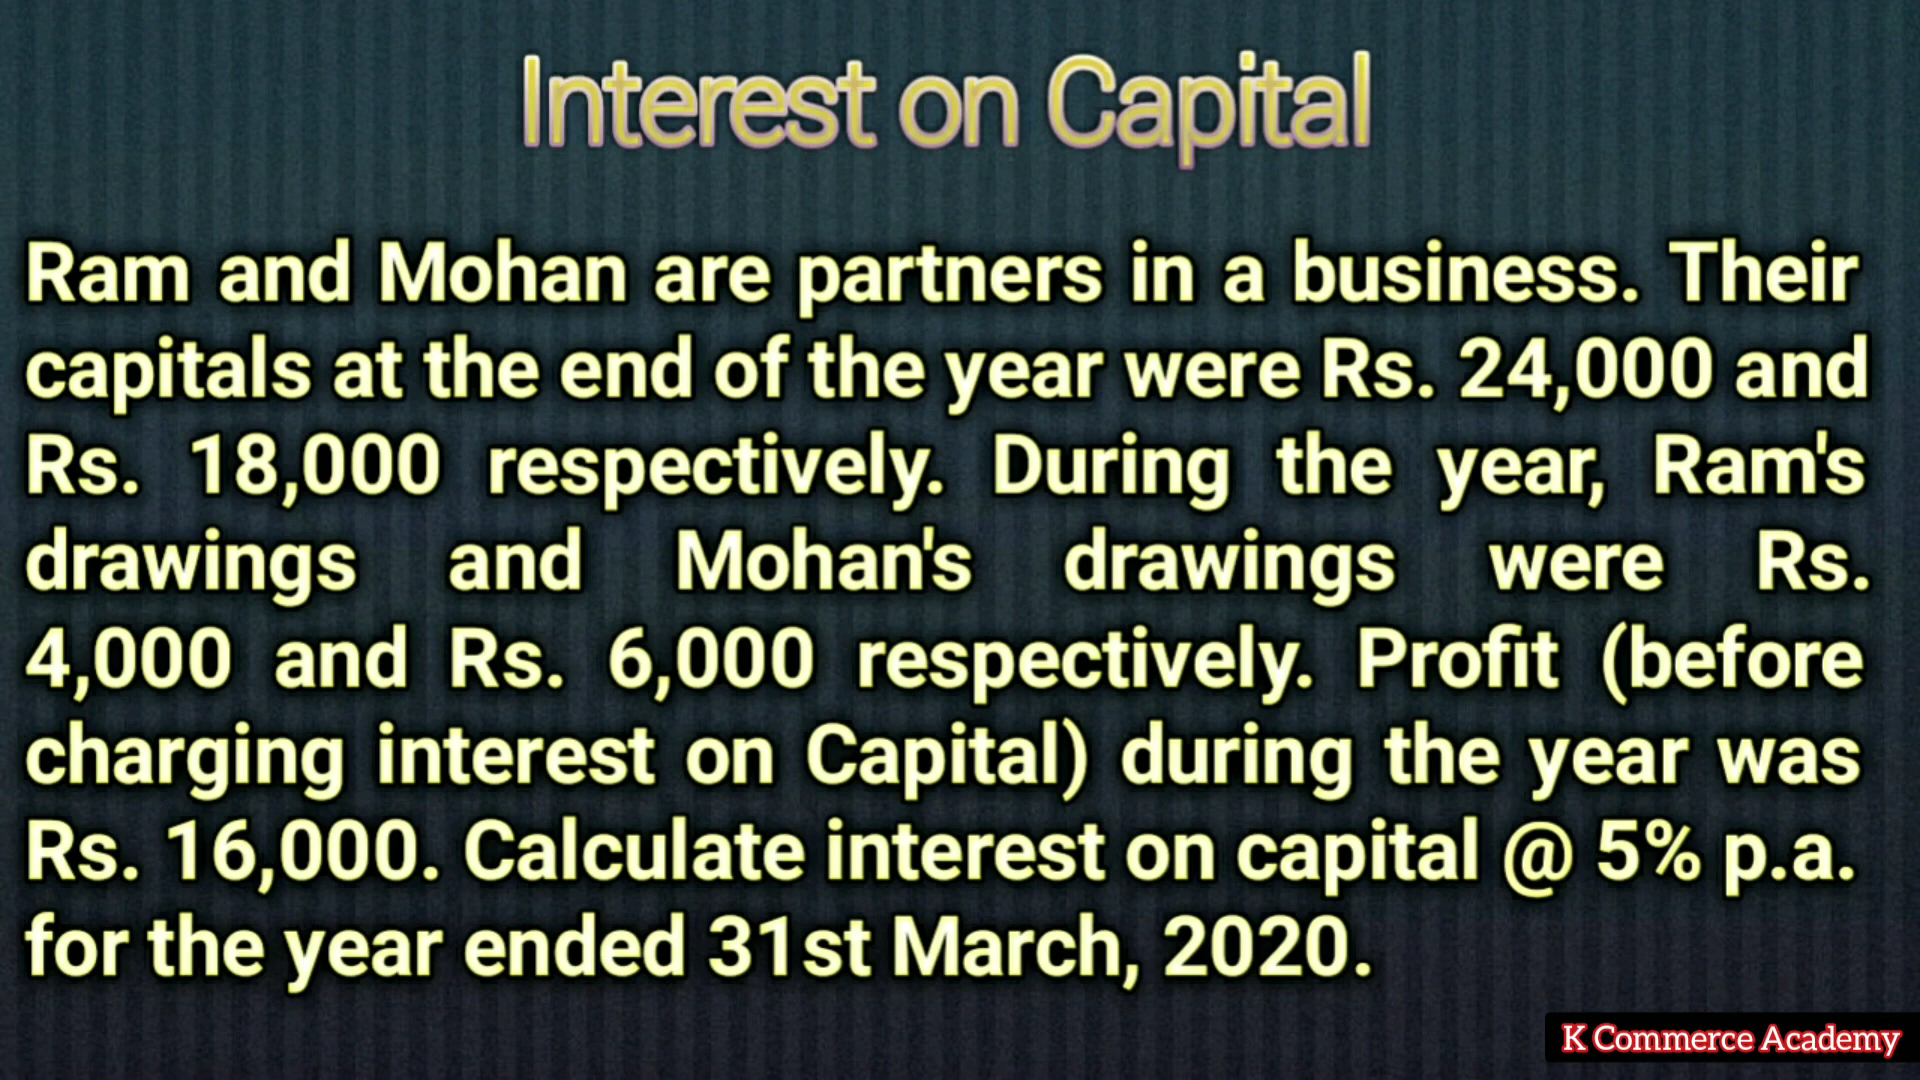 Interest on Capital
Ram and Mohan are partners in a business. Their
capitals at the end of the year were Rs. 24,000 and
Rs. 18,000 respectively. During the year, Ram's
drawings and Mohan's drawings were Rs.
4,000 and Rs. 6,000 respectively. Profit (before
charging interest on Capital) during the year was
Rs. 16,000. Calculate interest on capital @ 5% p.a.
for the year ended 31st March, 2020.
K Commerce Academy